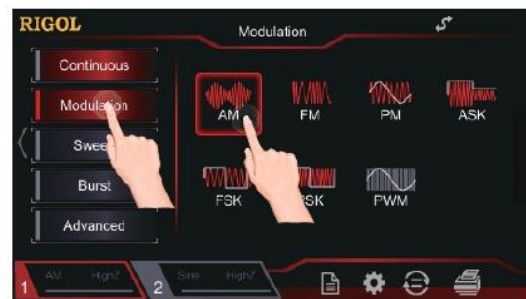 RIGOL
Modulation
Continuous
Modulation
AM
FM
PM
ASK
Burst
FSK
PWM
Advanced
1
AM
HighZ
2
Sine
HighZ